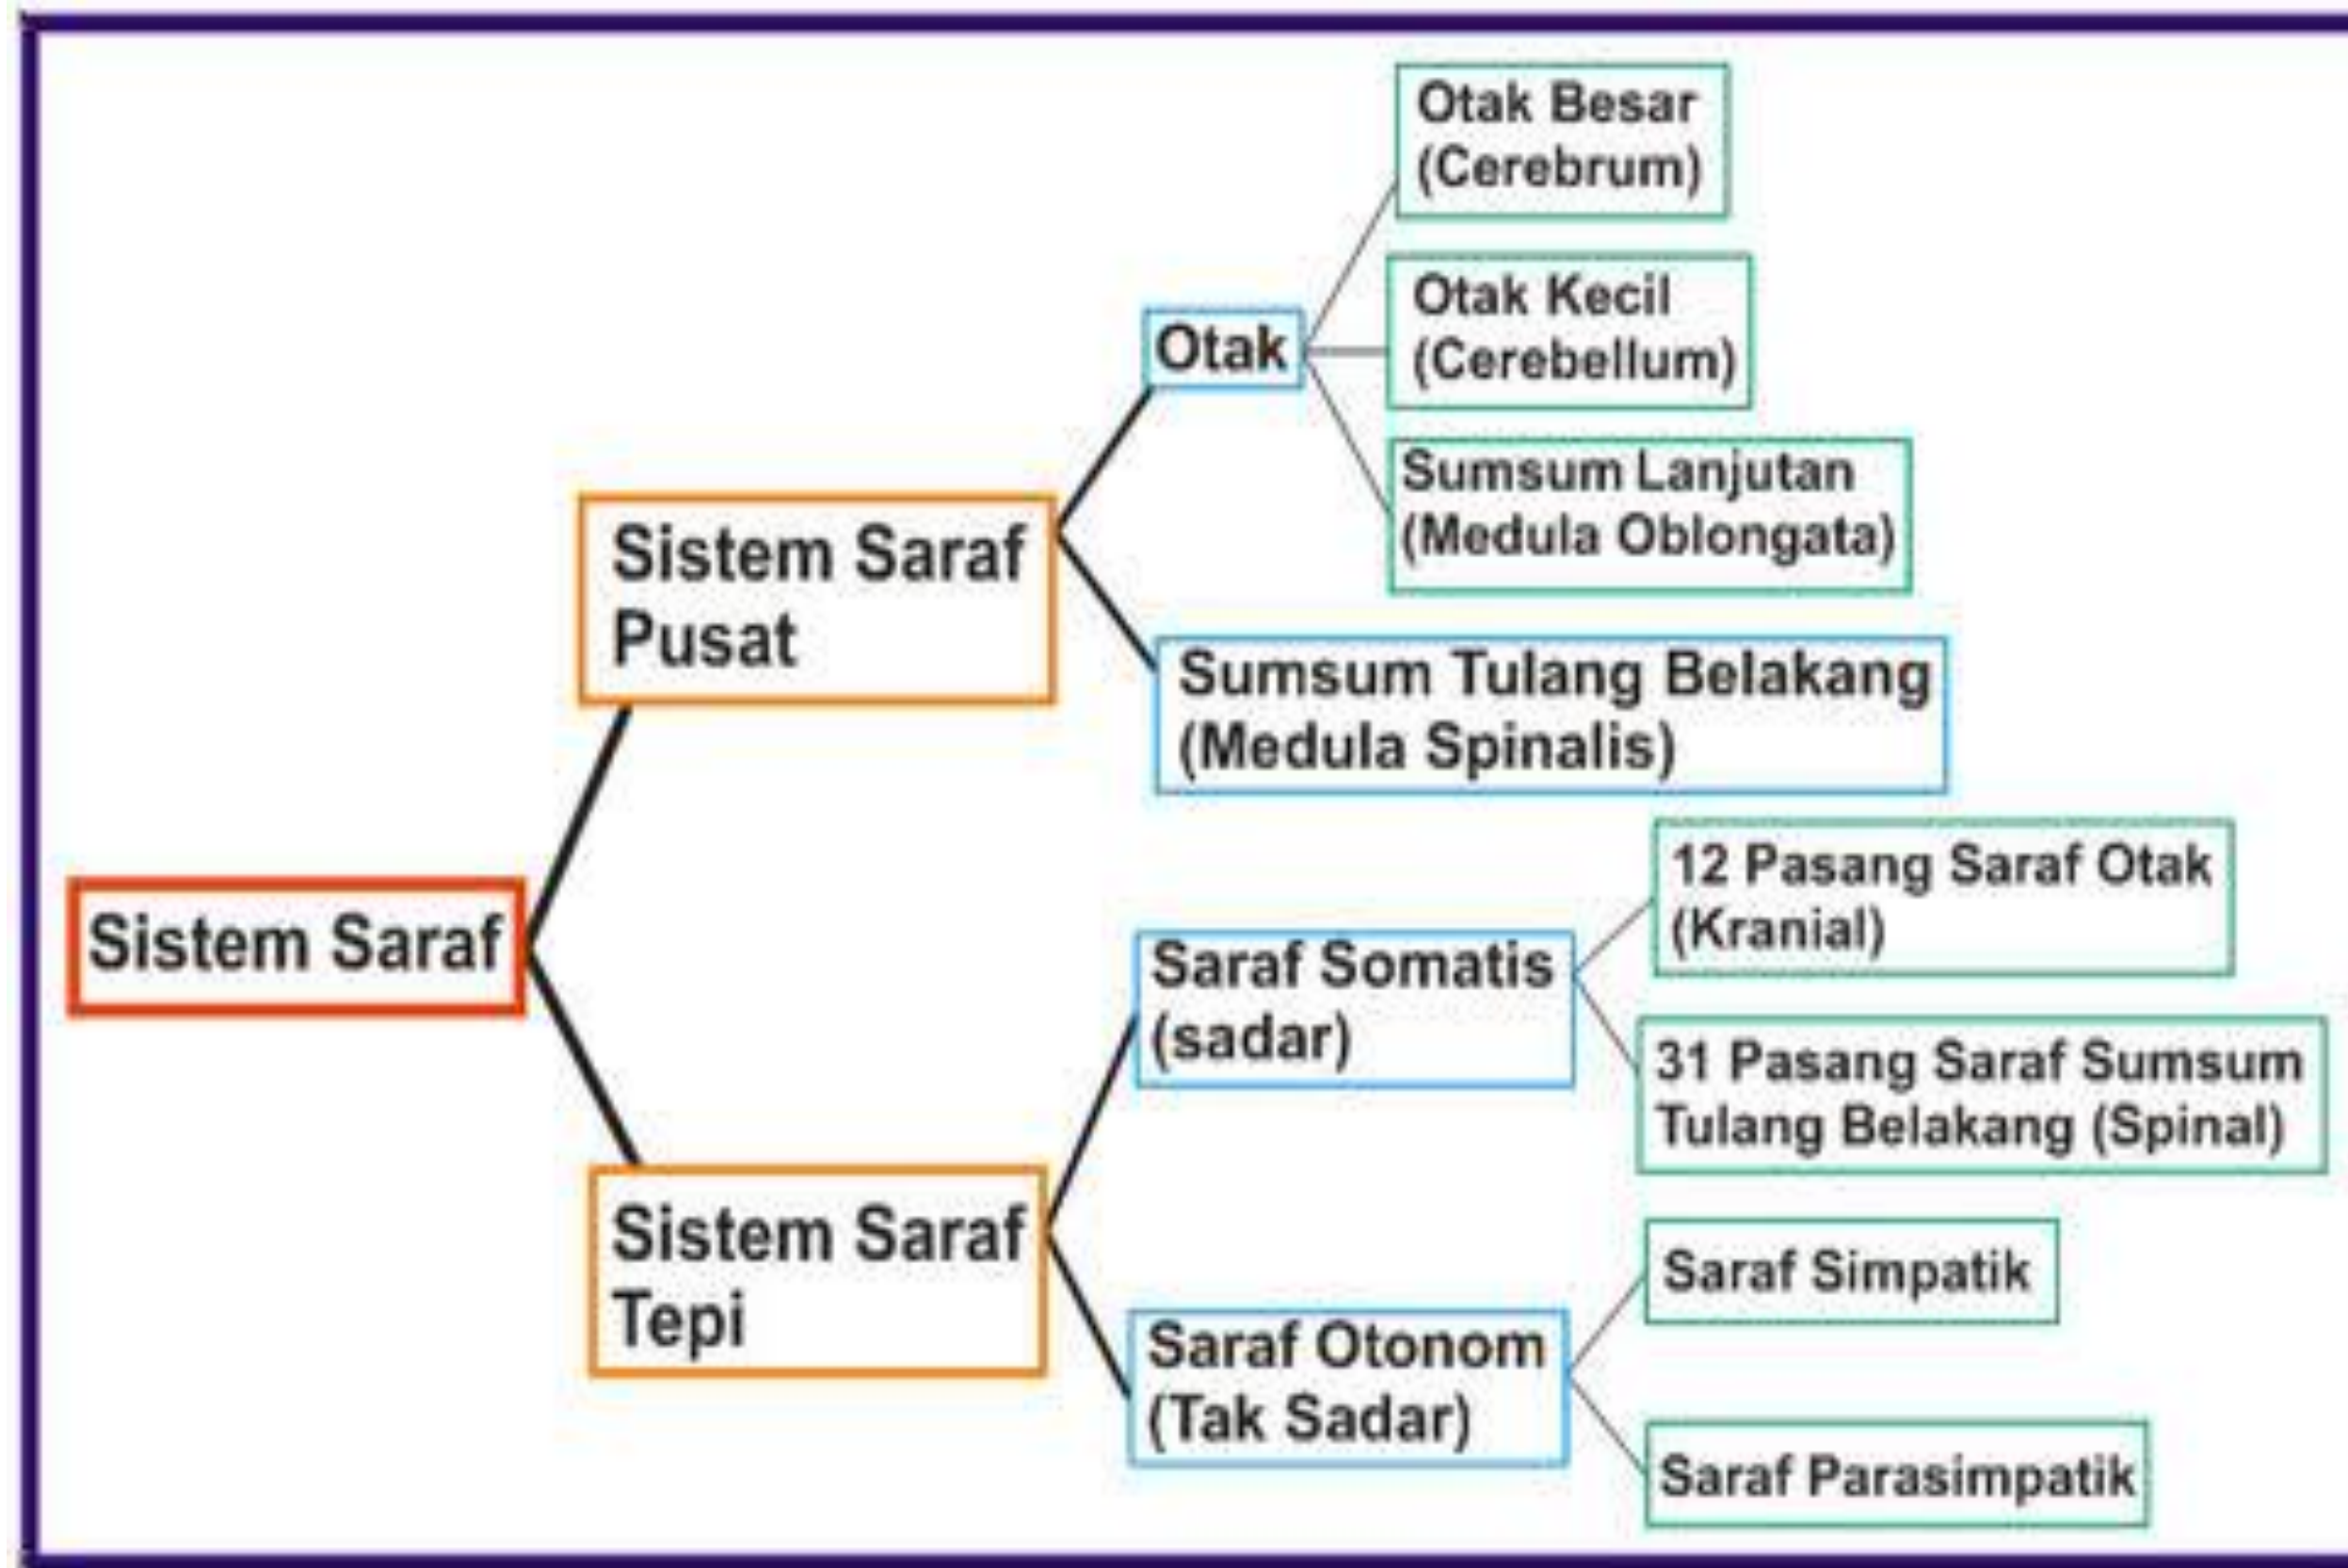 Otak Besar
(Cerebrum)
Otak Kecil
(Cerebellum)
Otak
Sumsum Lanjutan
(Medula Oblongata)
Sistem Saraf
Pusat
Sumsum Tulang Belakang
(Medula Spinalis)
12 Pasang Saraf Otak
(Kranial)
Sistem Saraf
Saraf Somatis
(sadar)
31 Pasang Saraf Sumsum
Tulang Belakang (Spinal)
Sistem Saraf
Tepi
Saraf Simpatik
Saraf Otonom
(Tak Sadar)
Saraf Parasimpatik